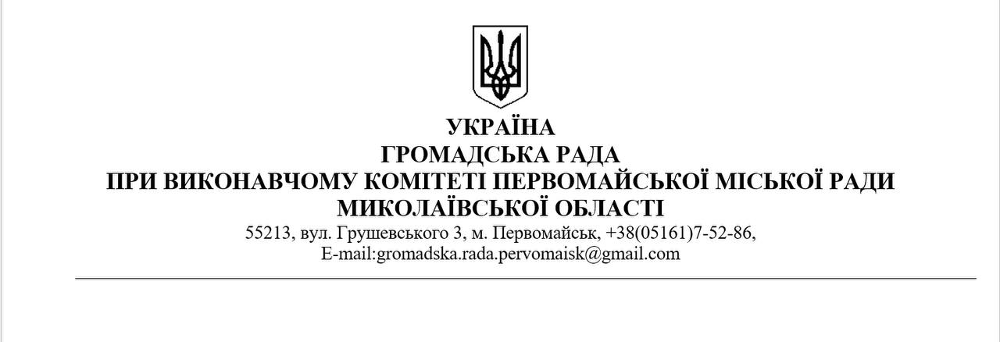 УКРАЇНА
ГРОМАДСЬКА РАДА
ПРИ ВИКОНАВЧОМУ КОМІТЕТІ ПЕРВОМАЙСЬКОЇ МІСЬКОЇ РАДИ
МИКОЛАЇВСЬКОЇ ОБЛАСТІ
55213, вул. Грушевського 3, м. Первомайськ, +38(05161)7-52-86,
E-mail:gromadska.rada.pervomaisk@gmail.com